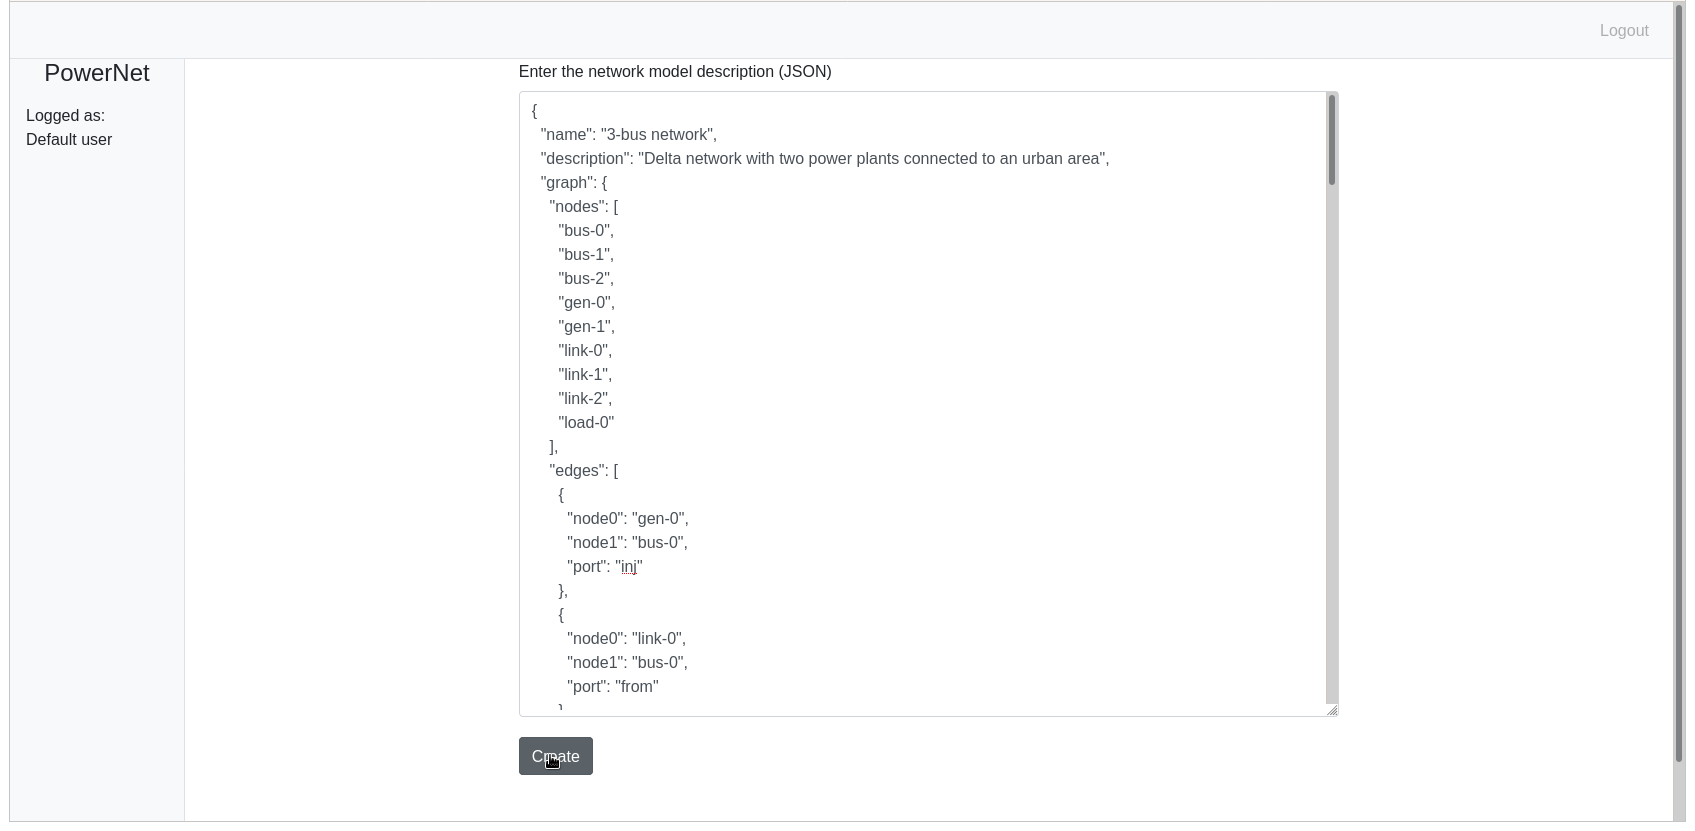 Logout
PowerNet
Logged as:
Default user
Enter the network model description (JSON)
{
  "name": "3-bus network",
  "description": "Delta network with two power plants connected to an urban area",
  "graph": {
    "nodes": [
      "bus-0",
      "bus-1",
      "bus-2",
      "gen-0",
      "gen-1",
      "link-0",
      "link-1",
      "link-2",
      "load-0"
    ],
    "edges": [
      {
        "node0": "gen-0",
        "node1": "bus-0",
        "port": "inj"
      },
      {
        "node0": "link-0",
        "node1": "bus-0",
        "port": "from"
      }
Create